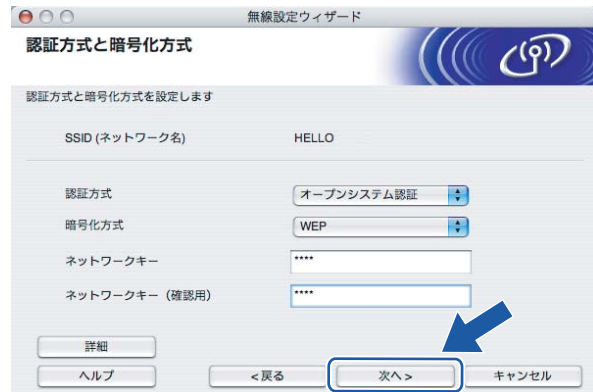 無線設定ウィザード
認証方式と暗号化方式
認証方式と暗号化方式を設定します
SSID (ネットワーク名) HELLO
認証方式 オープンシステム認証
暗号化方式 WEP
ネットワークキー ****
ネットワークキー（確認用） ****
詳細
ヘルプ <戻る 次へ> キャンセル